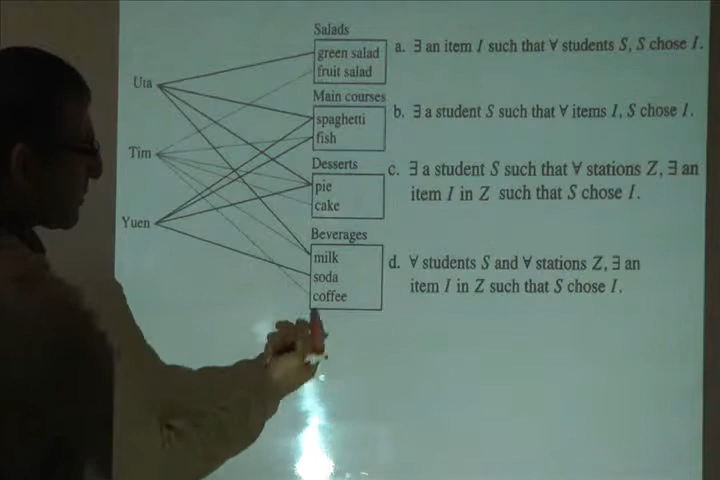 Salads
green salad
fruit salad
Uta
Main courses
spaghetti
fish
Tim
Desserts
pie
cake
Yuen
Beverages
milk
soda
coffee
a. ∃ an item I such that ∀ students S, S chose I.
b. ∃ a student S such that ∀ items I, S chose I.
c. ∃ a student S such that ∀ stations Z, ∃ an
item I in Z such that S chose I.
d. ∀ students S and ∀ stations Z, ∃ an
item I in Z such that S chose I.